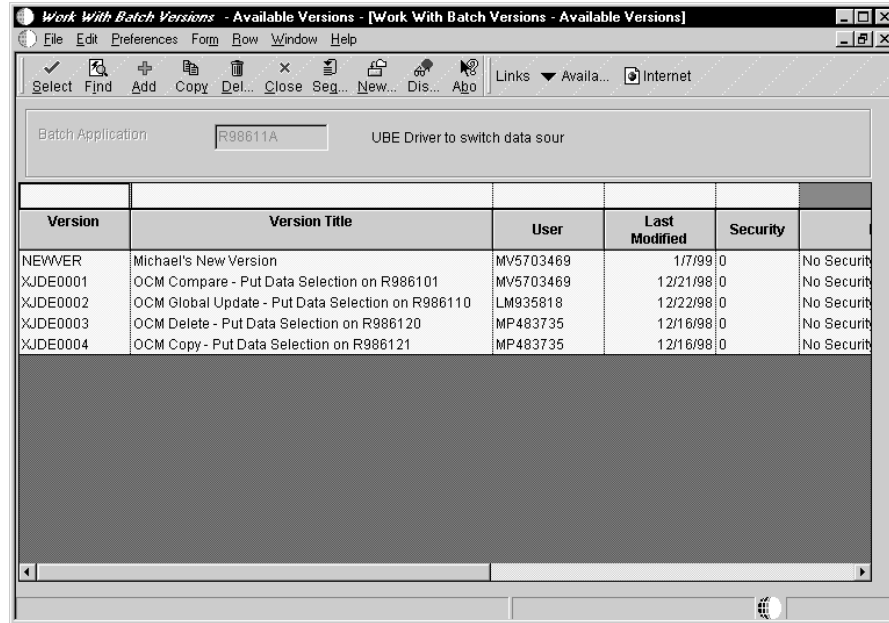 Work With Batch Versions - Available Versions - [Work With Batch Versions - Available Versions]
File Edit Preferences Form Row Window Help
Select Find Add Copy Del... Close Seq... New... Dis... Abo Links Availa... Internet
Batch Application R98611A UBE Driver to switch data sour
Version Version Title User Last Modified Security
NEWVER Michael's New Version MV5703469 1/7/99 0 No Securit
XJDE0001 OCM Compare - Put Data Selection on R986101 MV5703469 12/21/98 0 No Securit
XJDE0002 OCM Global Update - Put Data Selection on R986110 LM935818 12/22/98 0 No Securit
XJDE0003 OCM Delete - Put Data Selection on R986120 MP483735 12/16/98 0 No Securit
XJDE0004 OCM Copy - Put Data Selection on R986121 MP483735 12/16/98 0 No Securit